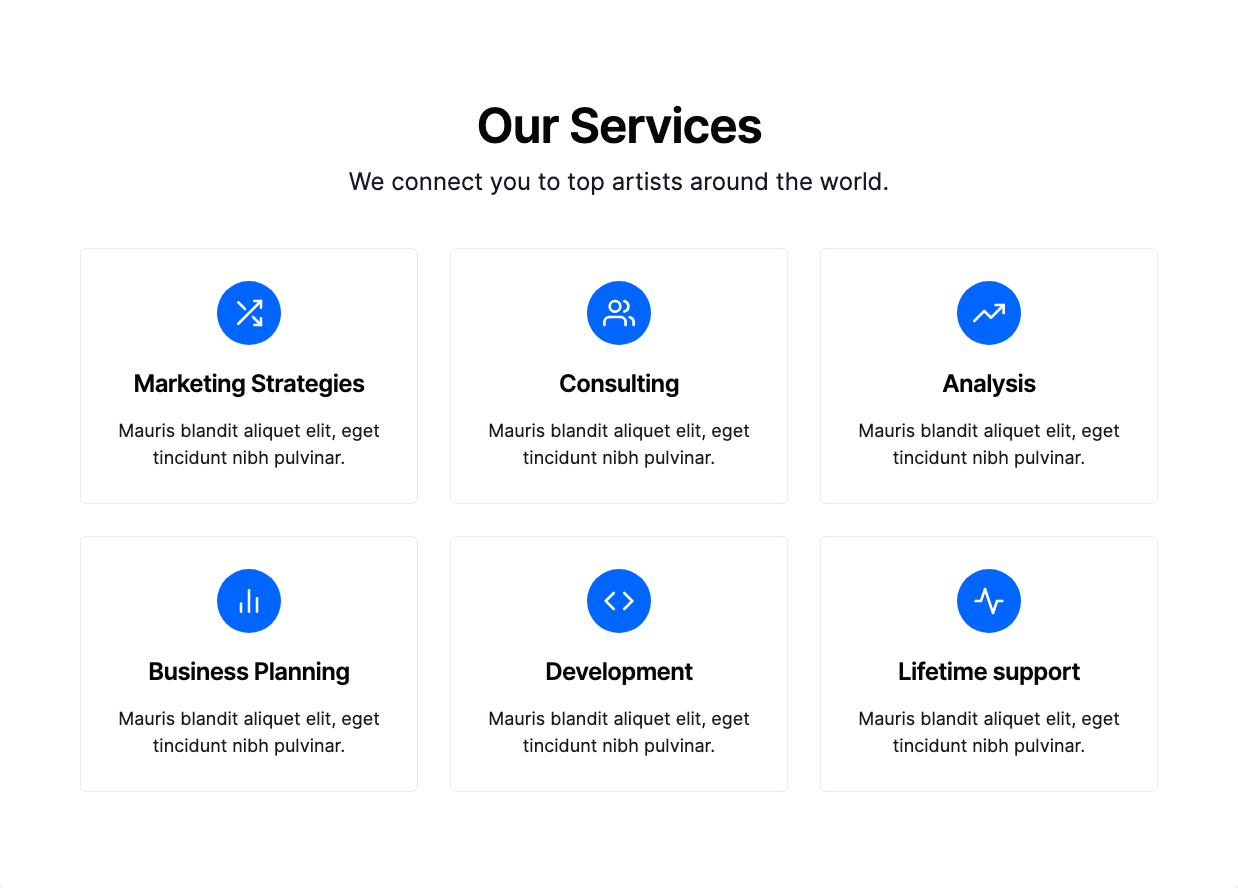 Our Services
We connect you to top artists around the world.
Marketing Strategies
Mauris blandit aliquet elit, eget
tincidunt nibh pulvinar.
Consulting
Mauris blandit aliquet elit, eget
tincidunt nibh pulvinar.
Analysis
Mauris blandit aliquet elit, eget
tincidunt nibh pulvinar.
Business Planning
Mauris blandit aliquet elit, eget
tincidunt nibh pulvinar.
Development
Mauris blandit aliquet elit, eget
tincidunt nibh pulvinar.
Lifetime support
Mauris blandit aliquet elit, eget
tincidunt nibh pulvinar.